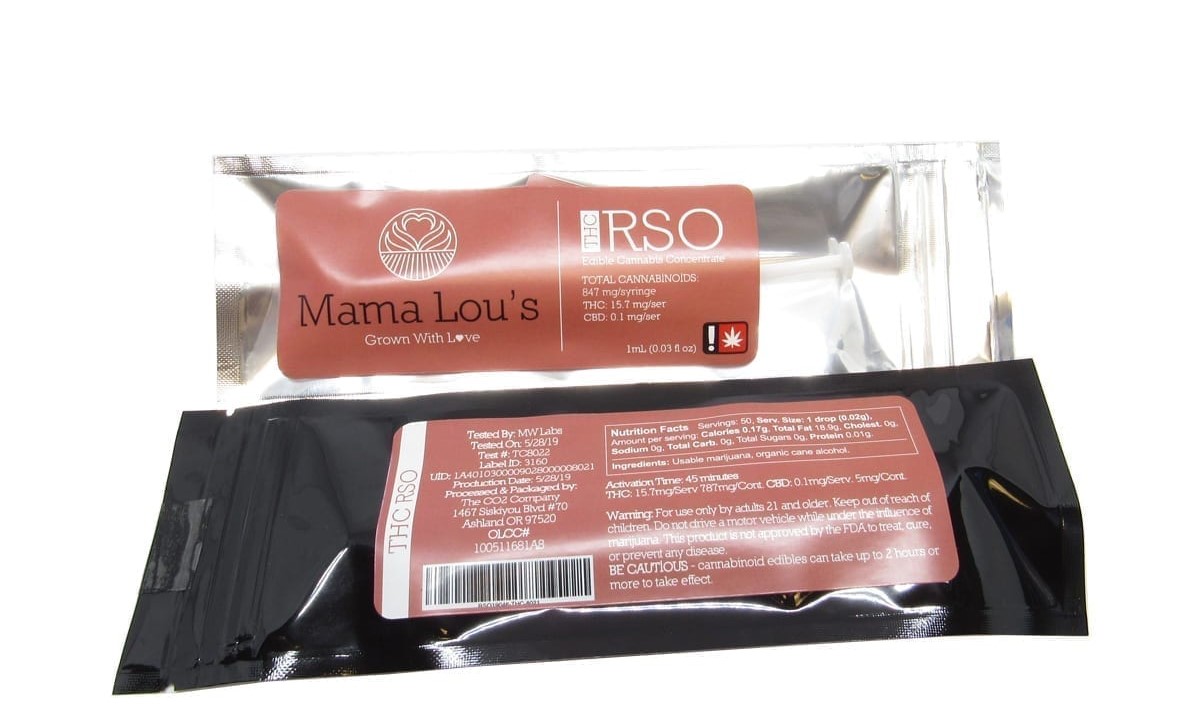 Mama Lou's
Grown With L♥ve
THC RSO
Edible Cannabis Concentrate
TOTAL CANNABINOIDS:
847 mg/syringe
THC: 15.7 mg/ser
CBD: 0.1 mg/ser
1mL (0.03 fl oz)
!
THC RSO
Tested By: MW Labs
Tested On: 5/28/19
Test #: TC8022
Label ID: 3160
UID: 1A4010300009028000008021
Production Date: 5/28/19
Processed & Packaged by:
The CO2 Company
1467 Siskiyou Blvd #70
Ashland OR 97520
OLCC#
100511681A8
Nutrition Facts Servings: 50, Serv. Size: 1 drop (0.02g),
Amount per serving: Calories 0.17g, Total Fat 18.9g, Cholest. 0g,
Sodium 0g, Total Carb. 0g, Total Sugars 0g, Protein 0.01g.
Ingredients: Usable marijuana, organic cane alcohol.
Activation Time: 45 minutes
THC: 15.7mg/Serv 787mg/Cont. CBD: 0.1mg/Serv. 5mg/Cont.
Warning: For use only by adults 21 and older. Keep out of reach of
children. Do not drive a motor vehicle while under the influence of
marijuana. This product is not approved by the FDA to treat, cure,
or prevent any disease.
BE CAUTIOUS - cannabinoid edibles can take up to 2 hours or
more to take effect.